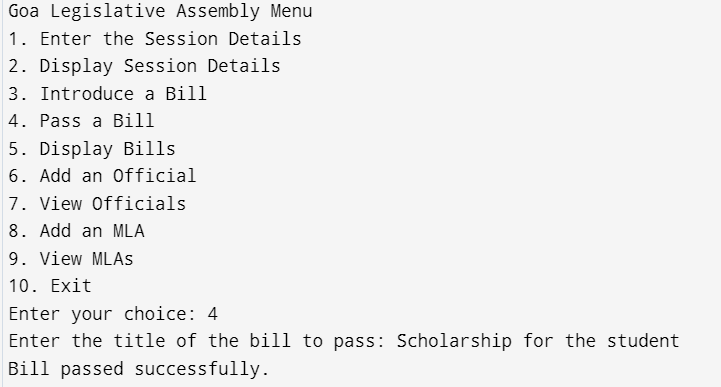 Goa Legislative Assembly Menu
1. Enter the Session Details
2. Display Session Details
3. Introduce a Bill
4. Pass a Bill
5. Display Bills
6. Add an Official
7. View Officials
8. Add an MLA
9. View MLAs
10. Exit
Enter your choice: 4
Enter the title of the bill to pass: Scholarship for the student
Bill passed successfully.